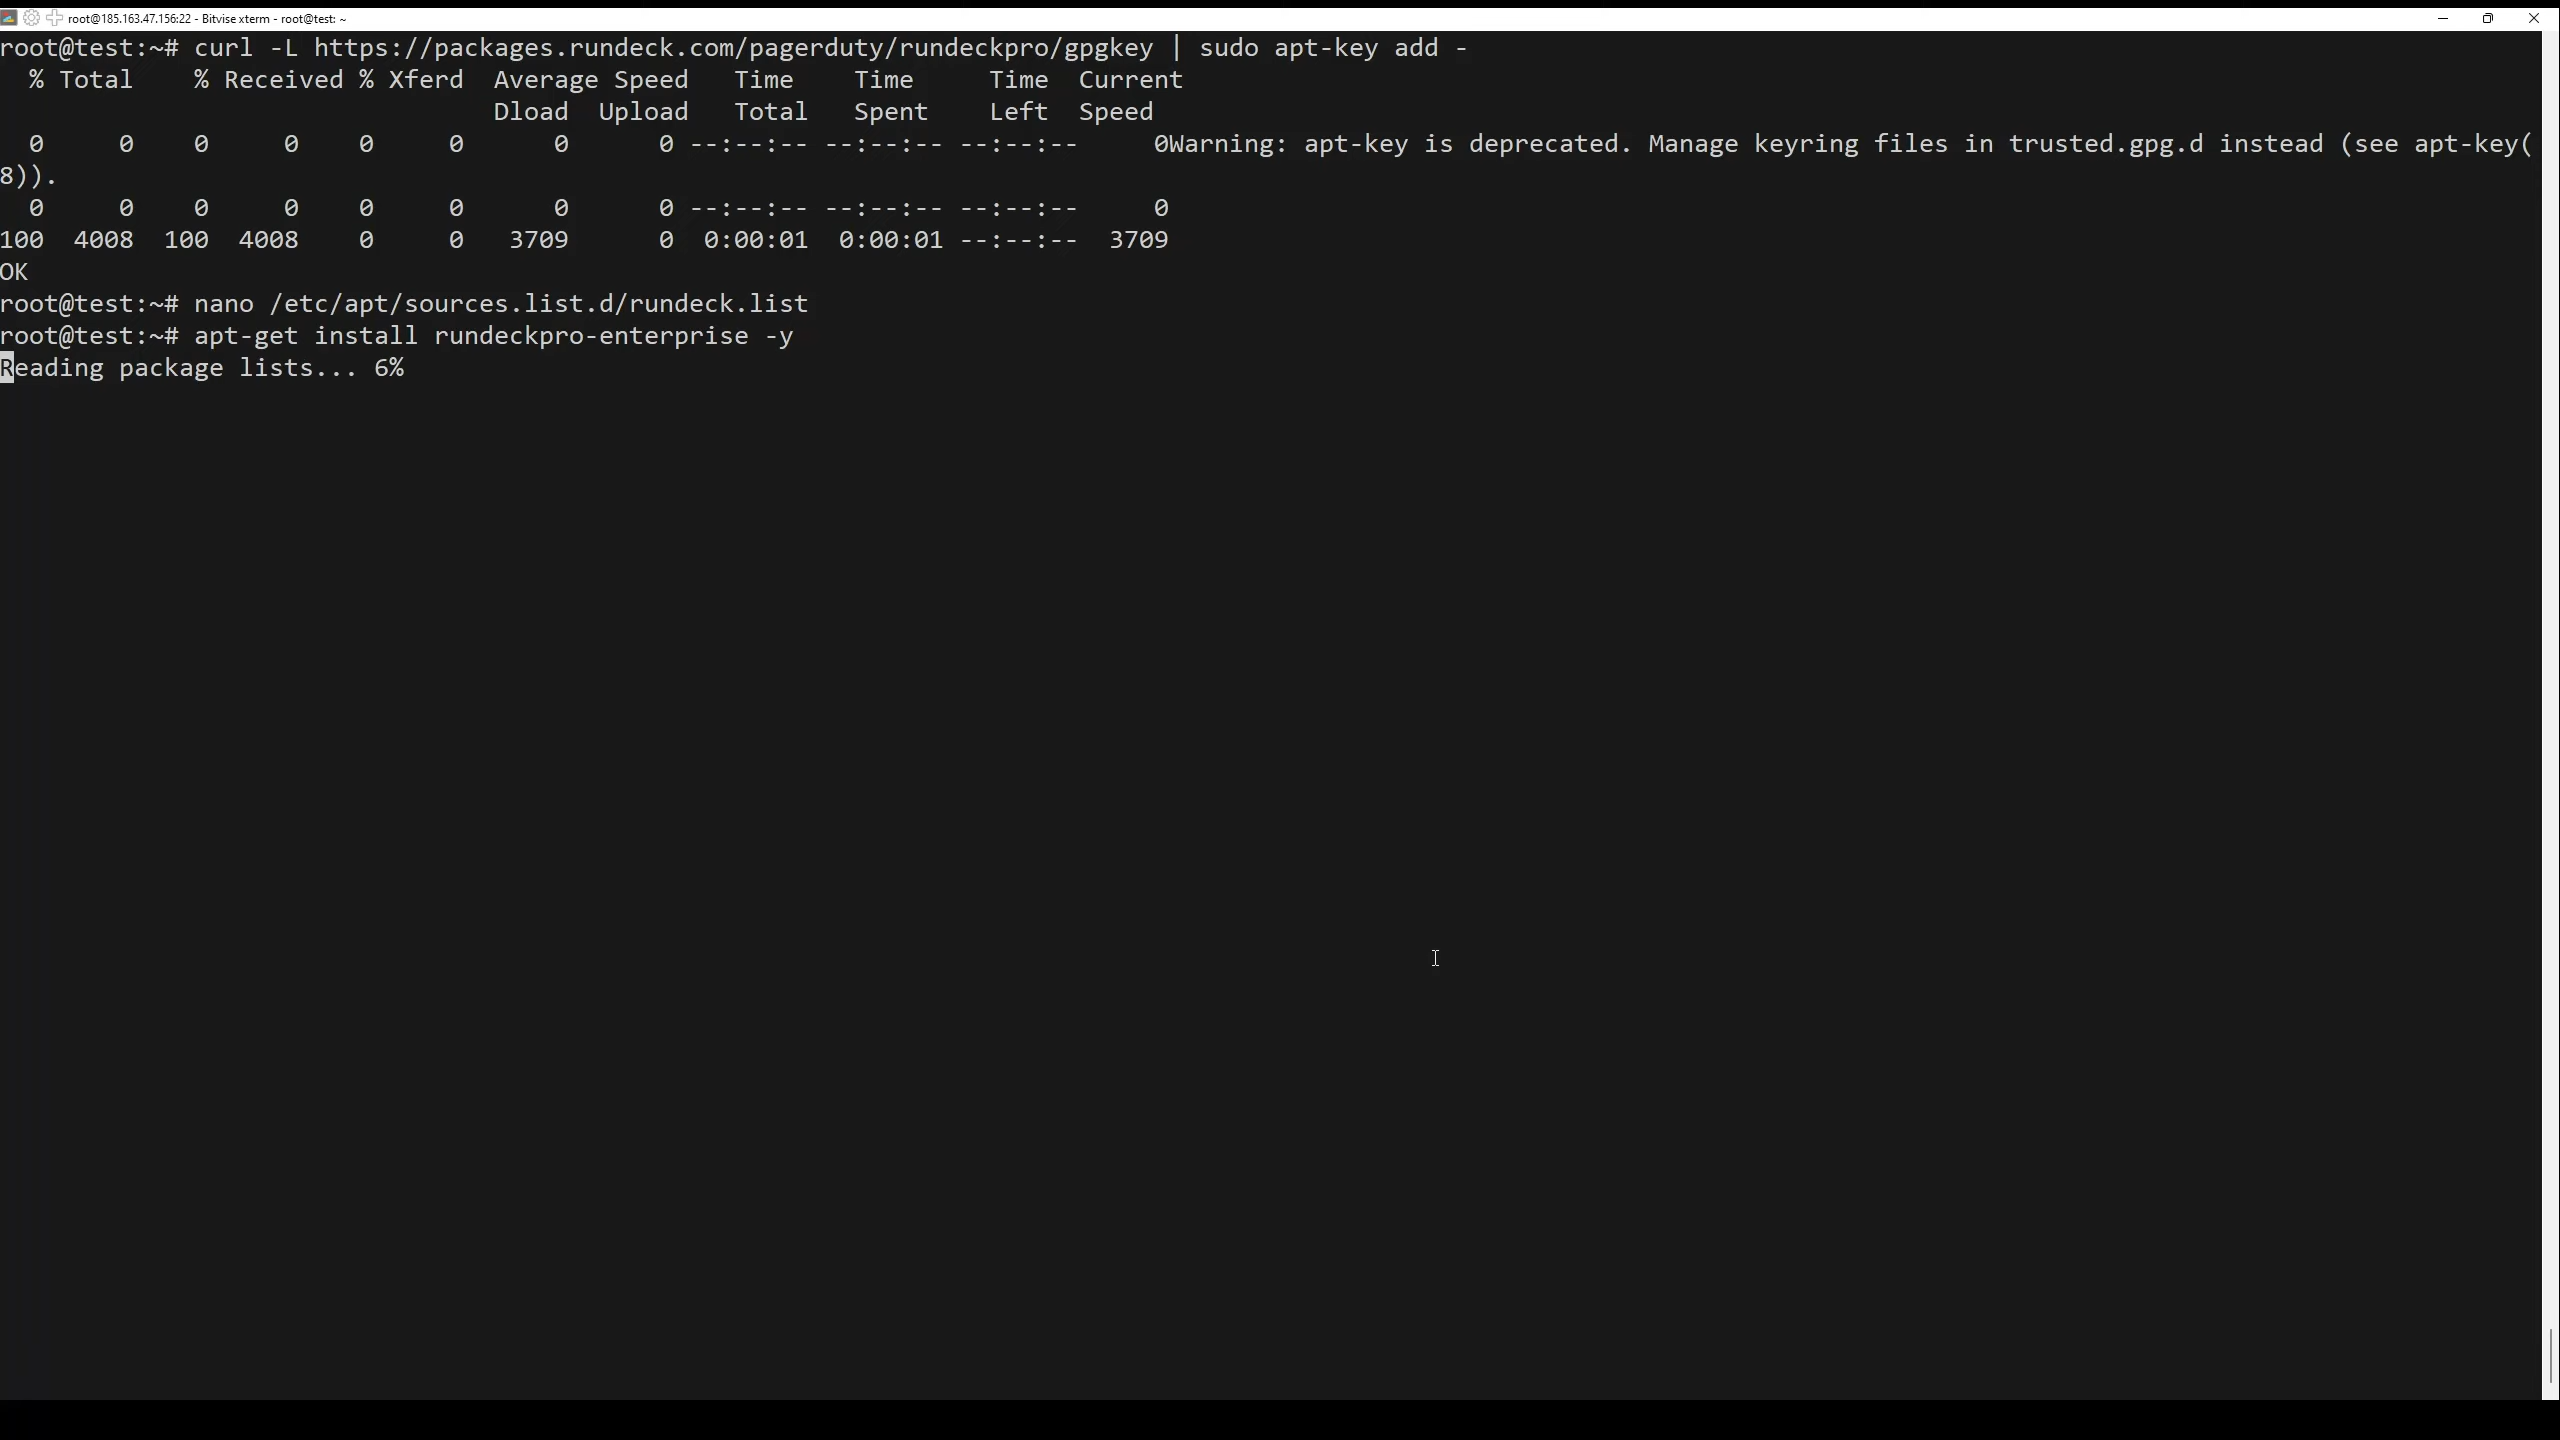 root@185.163.47.156:22 - Bitvise xterm - root@test: ~
root@test:~# curl -L https://packages.rundeck.com/pagerduty/rundeckpro/gpgkey | sudo apt-key add -
  % Total    % Received % Xferd  Average Speed   Time    Time     Time  Current
                                 Dload  Upload   Total   Spent    Left  Speed
  0     0    0     0    0     0      0      0 --:--:-- --:--:-- --:--:--     0Warning: apt-key is deprecated. Manage keyring files in trusted.gpg.d instead (see apt-key(
8)).
  0     0    0     0    0     0      0      0 --:--:-- --:--:-- --:--:--     0
100  4008  100  4008    0     0   3709      0  0:00:01  0:00:01 --:--:--  3709
OK
root@test:~# nano /etc/apt/sources.list.d/rundeck.list
root@test:~# apt-get install rundeckpro-enterprise -y
Reading package lists... 6%